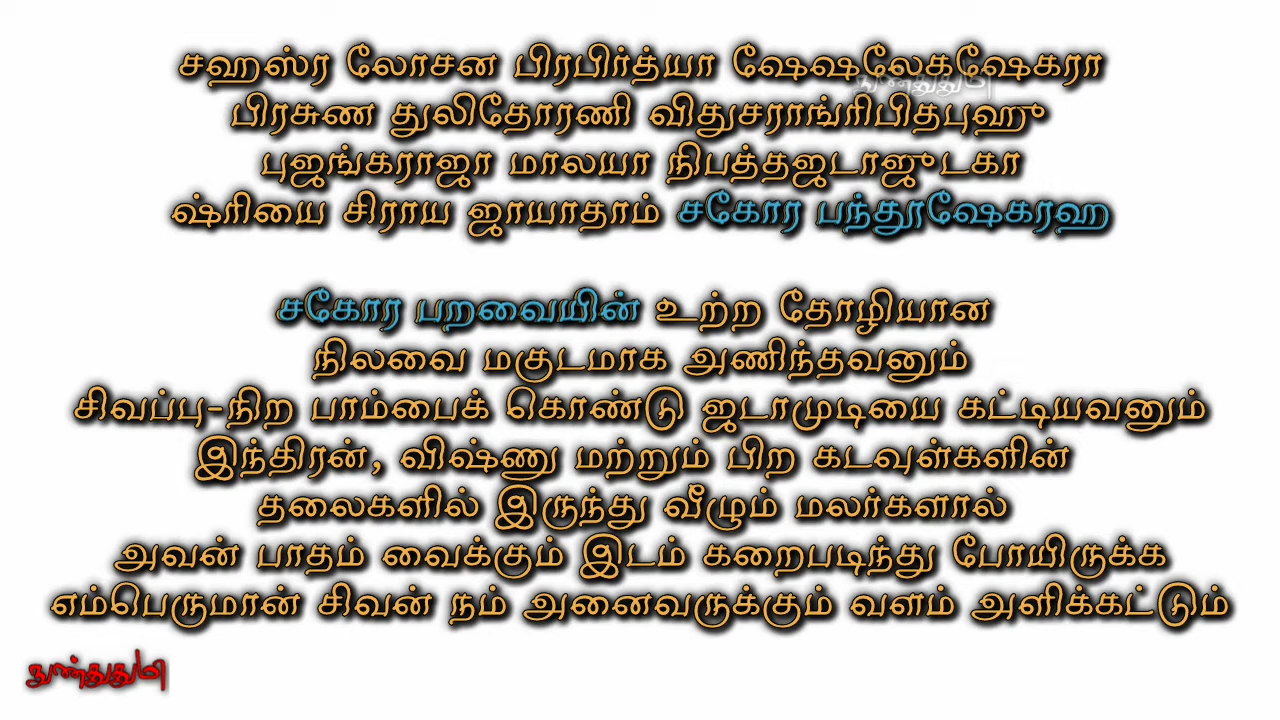 சஹஸ்ர லோசன பிரபிர்த்யா ஷேஷலேகஷேகரா
பிரசுண துலிதோரணி விதுசராங்ரிபிதபுஹு
புஜங்கராஜா மாலயா நிபத்தஜடாஜுடகா
ஷ்ரியை சிராய ஜாயாதாம் சகோர பந்தூஷேகரஹ
சகோர பறவையின் உற்ற தோழியான
நிலவை மகுடமாக அணிந்தவனும்
சிவப்பு-நிற பாம்பைக் கொண்டு ஜடாமுடியை கட்டியவனும்
இந்திரன், விஷ்ணு மற்றும் பிற கடவுள்களின்
தலைகளில் இருந்து வீழும் மலர்களால்
அவன் பாதம் வைக்கும் இடம் கறைபடிந்து போயிருக்க
எம்பெருமான் சிவன் நம் அனைவருக்கும் வளம் அளிக்கட்டும்